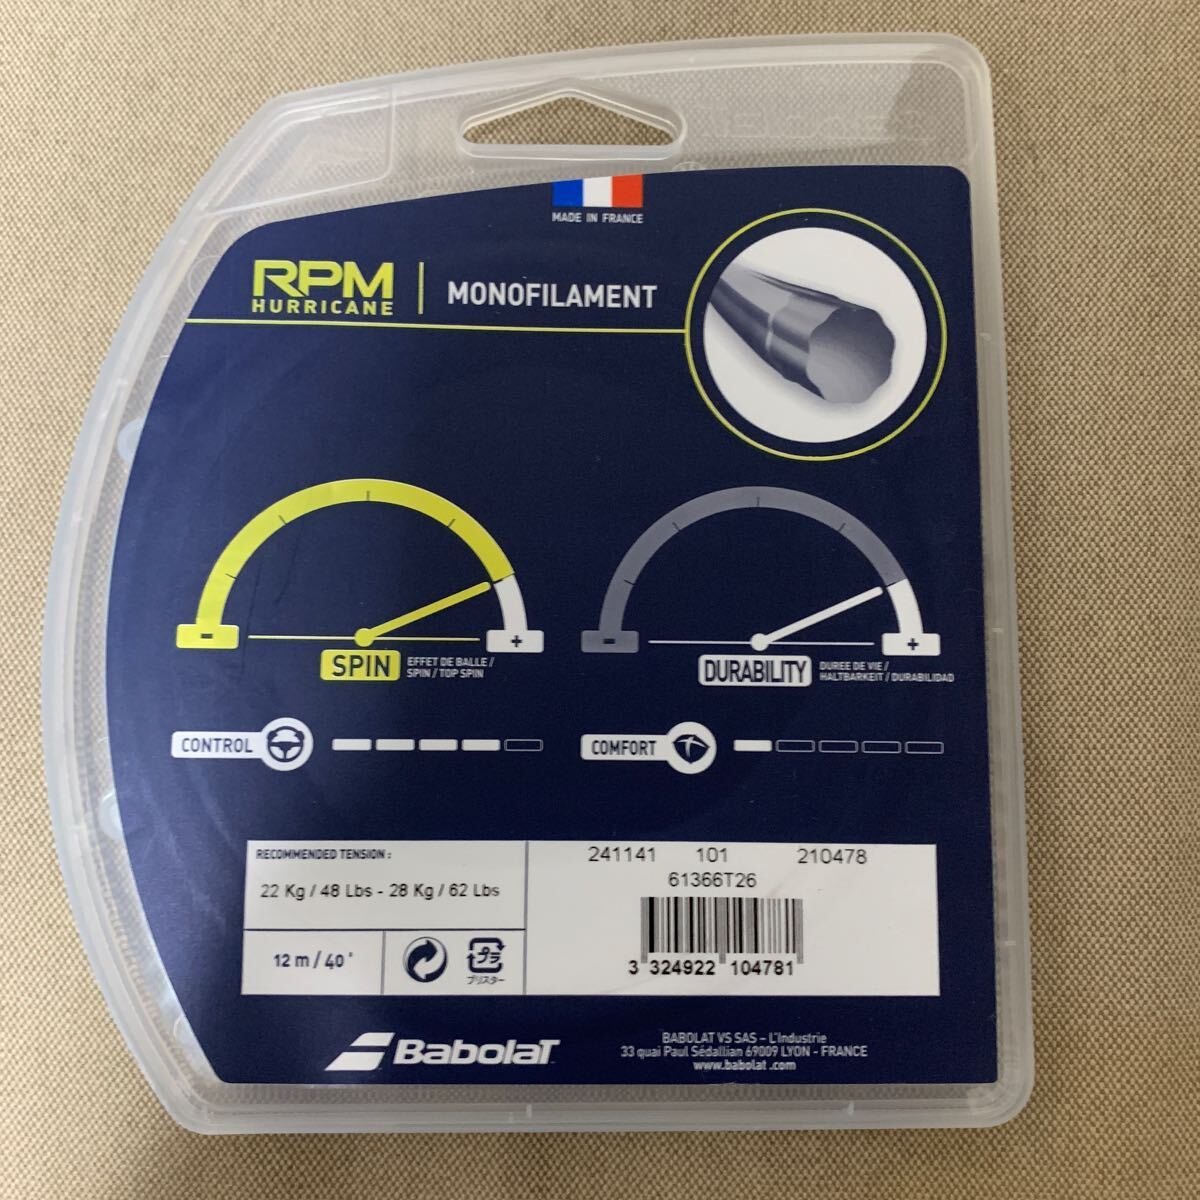 MADE IN FRANCE
RPM
HURRICANE
MONOFILAMENT
- +
SPIN
EFFET DE BALLE /
SPIN / TOP SPIN
- +
DURABILITY
DUREE DE VIE /
HALTBARKEIT / DURABILIDAD
CONTROL
COMFORT
RECOMMENDED TENSION :
22 Kg / 48 Lbs - 28 Kg / 62 Lbs
12 m / 40'
プラ
ブリスター
241141 101 210478
61366T26
3 324922 104781
BabolaT
BABOLAT VS SAS – L'Industrie
33 quai Paul Sédallian 69009 LYON - FRANCE
www.babolat .com